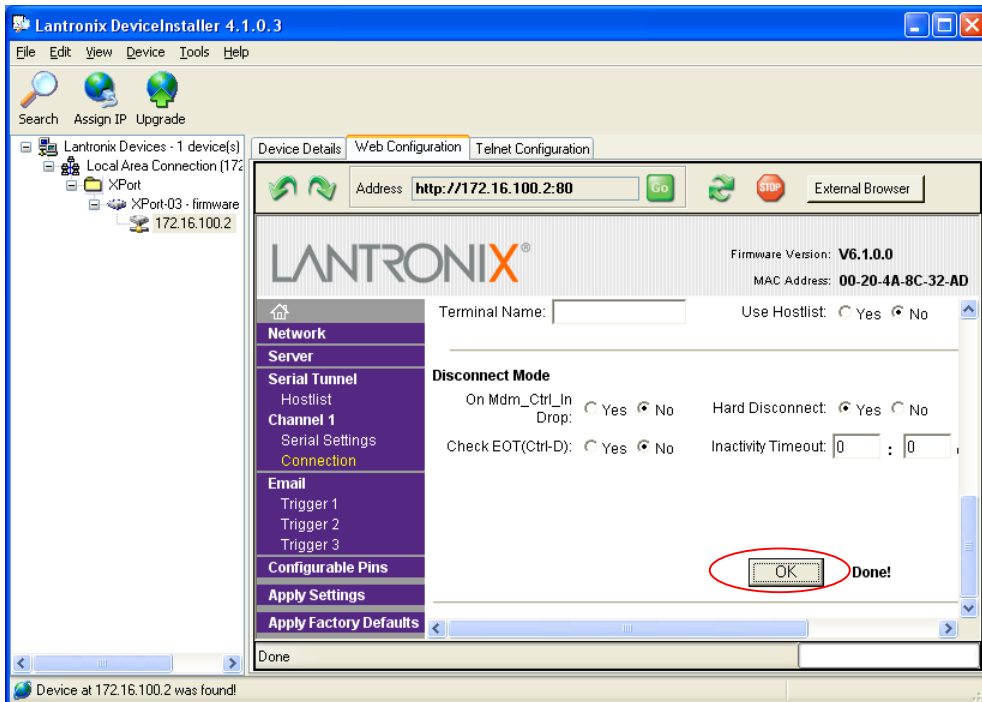 Lantronix DeviceInstaller 4.1.0.3
File Edit View Device Tools Help
Search Assign IP Upgrade
Lantronix Devices - 1 device(s)
Local Area Connection (172
XPort
XPort-03 - firmware
172.16.100.2
Device Details Web Configuration Telnet Configuration
Address http://172.16.100.2:80 Go STOP External Browser
LANTRONIX®
Firmware Version: V6.1.0.0
MAC Address: 00-20-4A-8C-32-AD
Network
Server
Serial Tunnel
Hostlist
Channel 1
Serial Settings
Connection
Email
Trigger 1
Trigger 2
Trigger 3
Configurable Pins
Apply Settings
Apply Factory Defaults
Terminal Name: Use Hostlist: Yes No
Disconnect Mode
On Mdm_Ctrl_In Drop: Yes No Hard Disconnect: Yes No
Check EOT(Ctrl-D): Yes No Inactivity Timeout: 0 : 0
OK Done!
Done
Device at 172.16.100.2 was found!